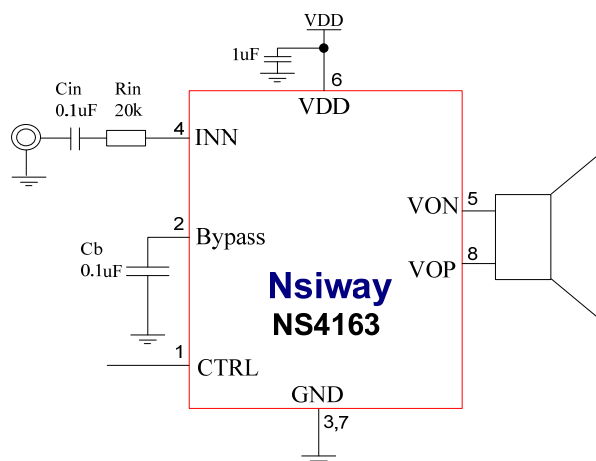 VDD
1uF
6
VDD
Cin
Rin
0.1uF
20k
4
INN
VON
5
2
Bypass
VOP
8
Cb
0.1uF
Nsiway
NS4163
1
CTRL
GND
3,7